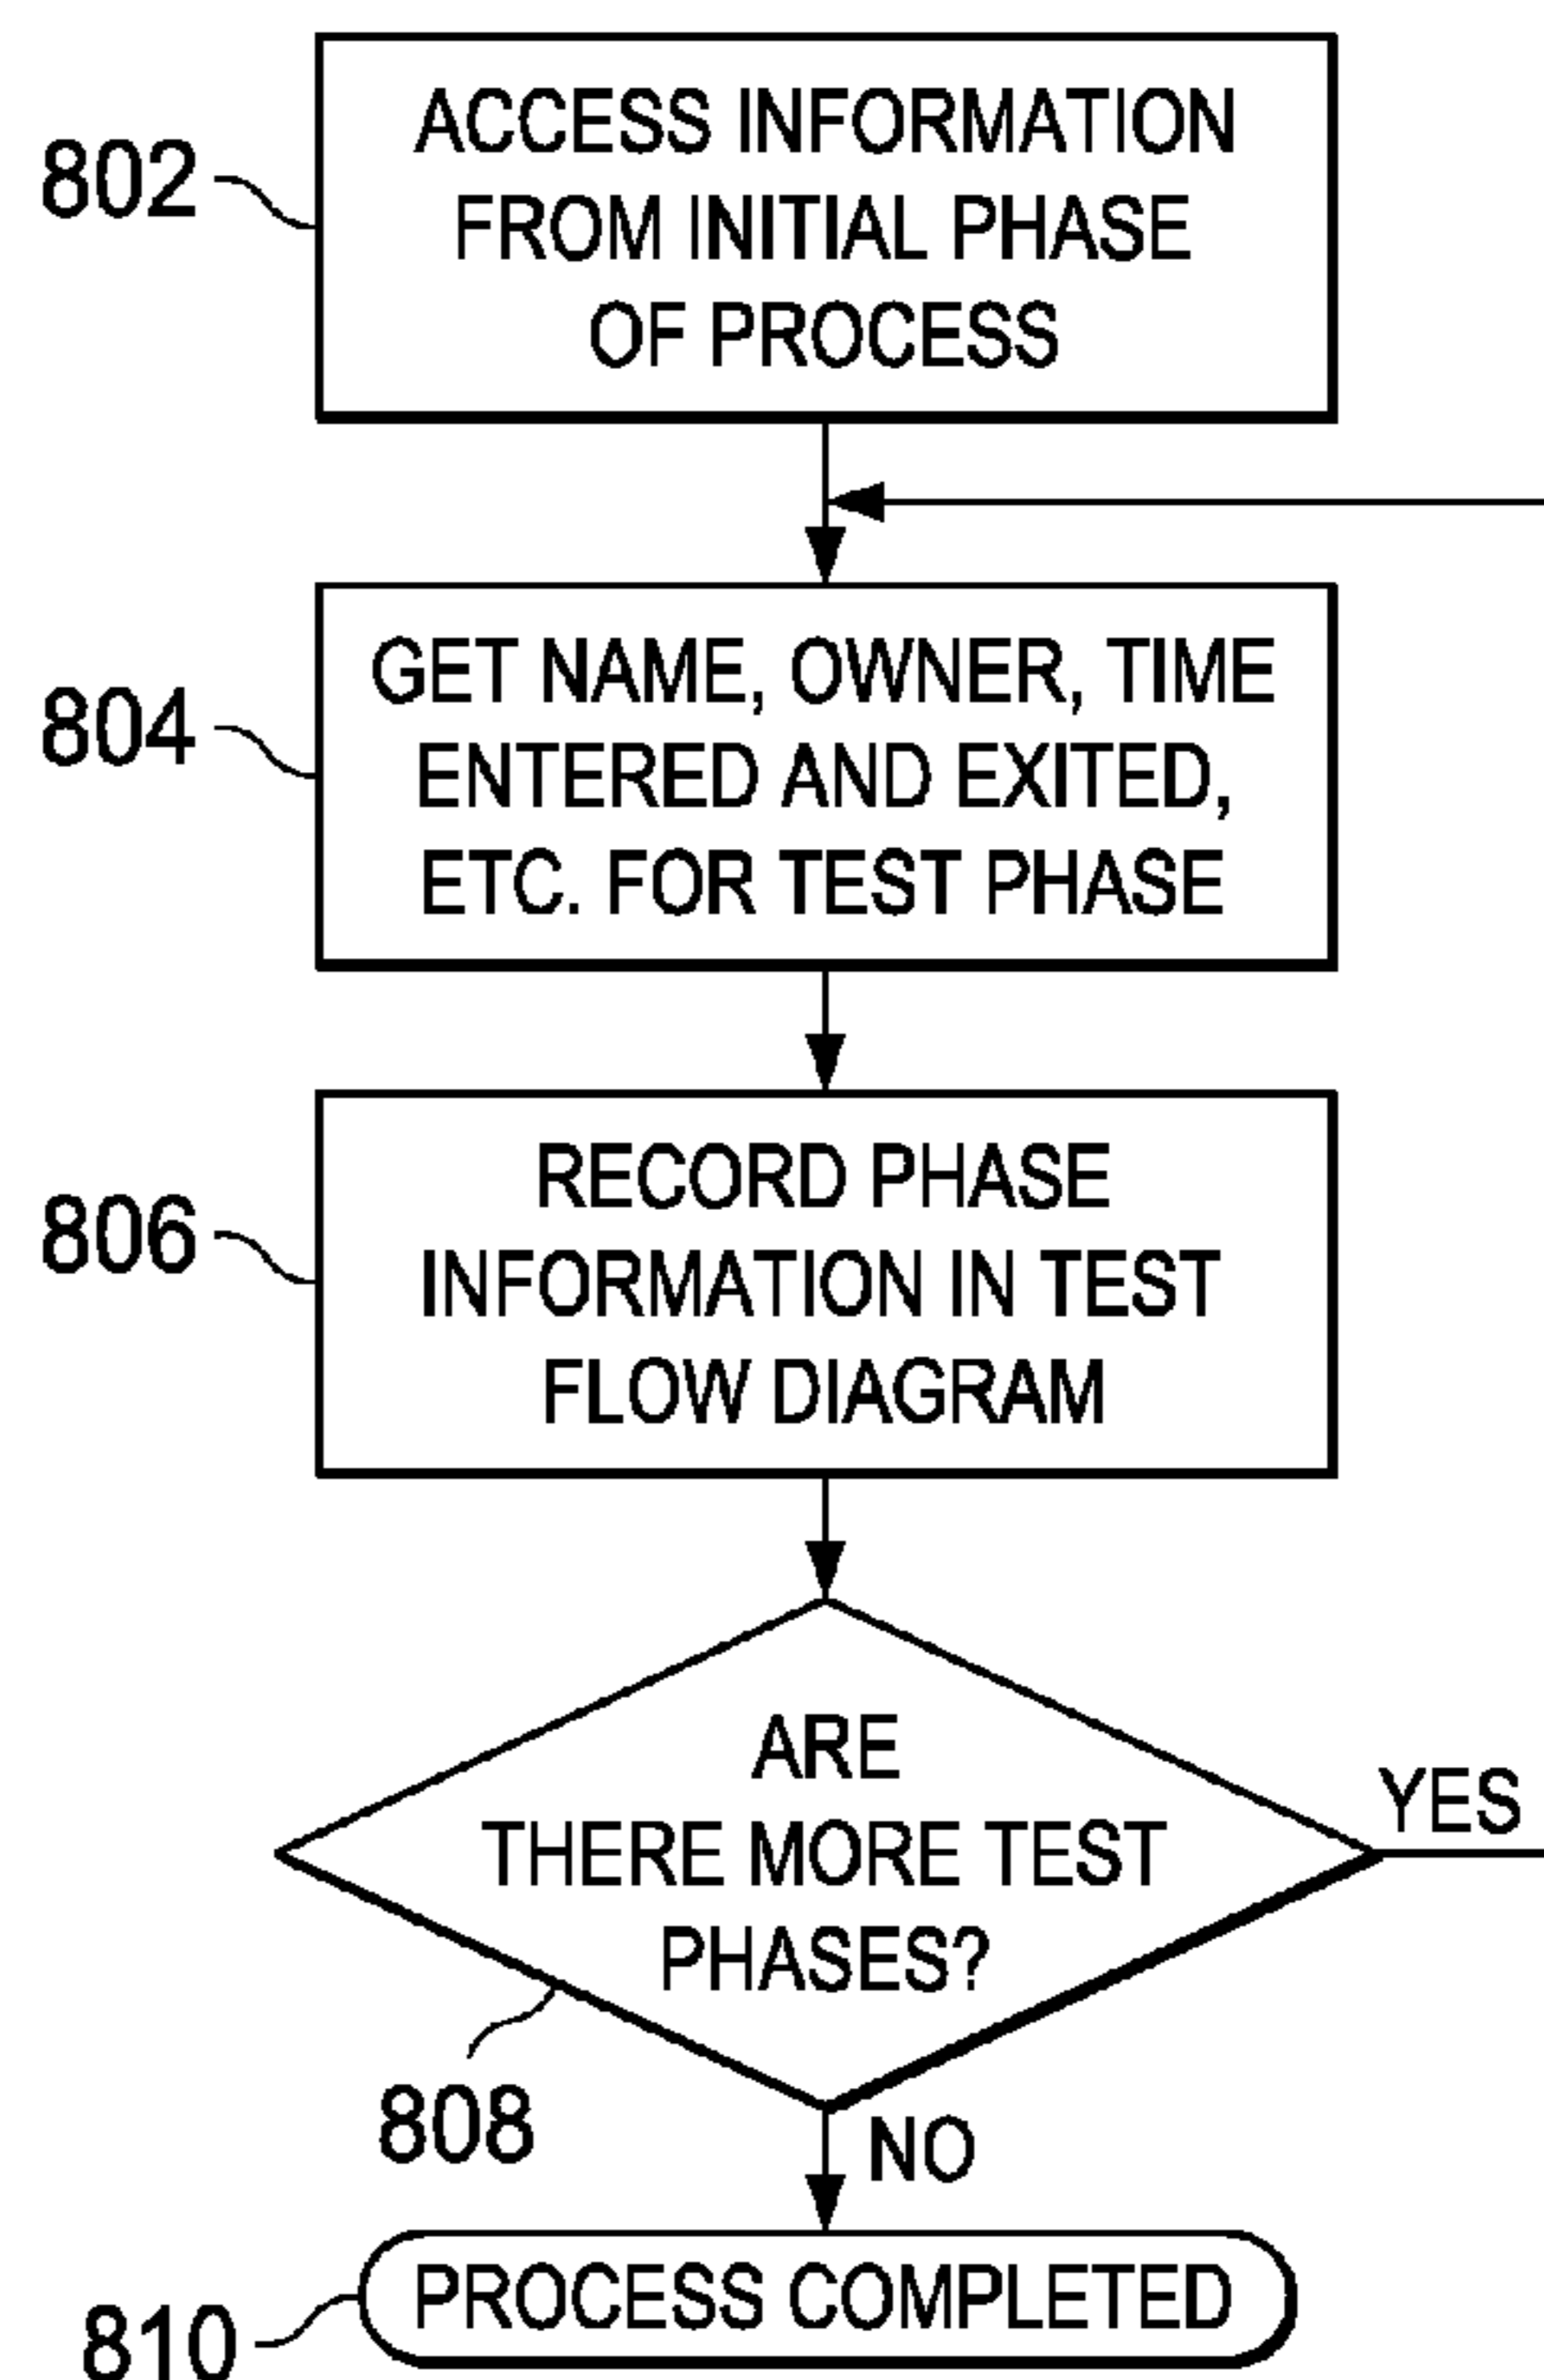 802
ACCESS INFORMATION
FROM INITIAL PHASE
OF PROCESS
804
GET NAME, OWNER, TIME
ENTERED AND EXITED,
ETC. FOR TEST PHASE
806
RECORD PHASE
INFORMATION IN TEST
FLOW DIAGRAM
ARE
THERE MORE TEST
PHASES?
YES
808
NO
810
PROCESS COMPLETED